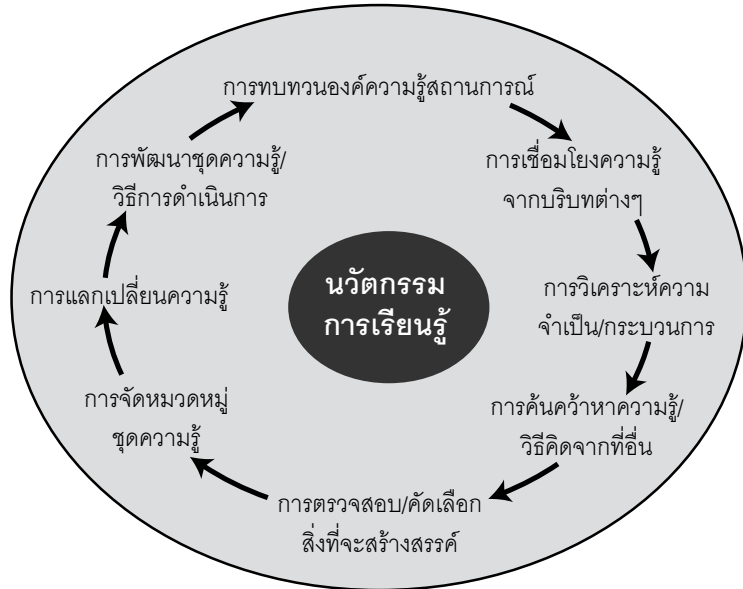 การทบทวนองค์ความรู้สถานการณ์
การเชื่อมโยงความรู้
จากบริบทต่างๆ
การวิเคราะห์ความ
จำเป็น/กระบวนการ
การค้นคว้าหาความรู้/
วิธีคิดจากที่อื่น
การตรวจสอบ/คัดเลือก
สิ่งที่จะสร้างสรรค์
การจัดหมวดหมู่
ชุดความรู้
การแลกเปลี่ยนความรู้
การพัฒนาชุดความรู้/
วิธีการดำเนินการ
นวัตกรรม
การเรียนรู้